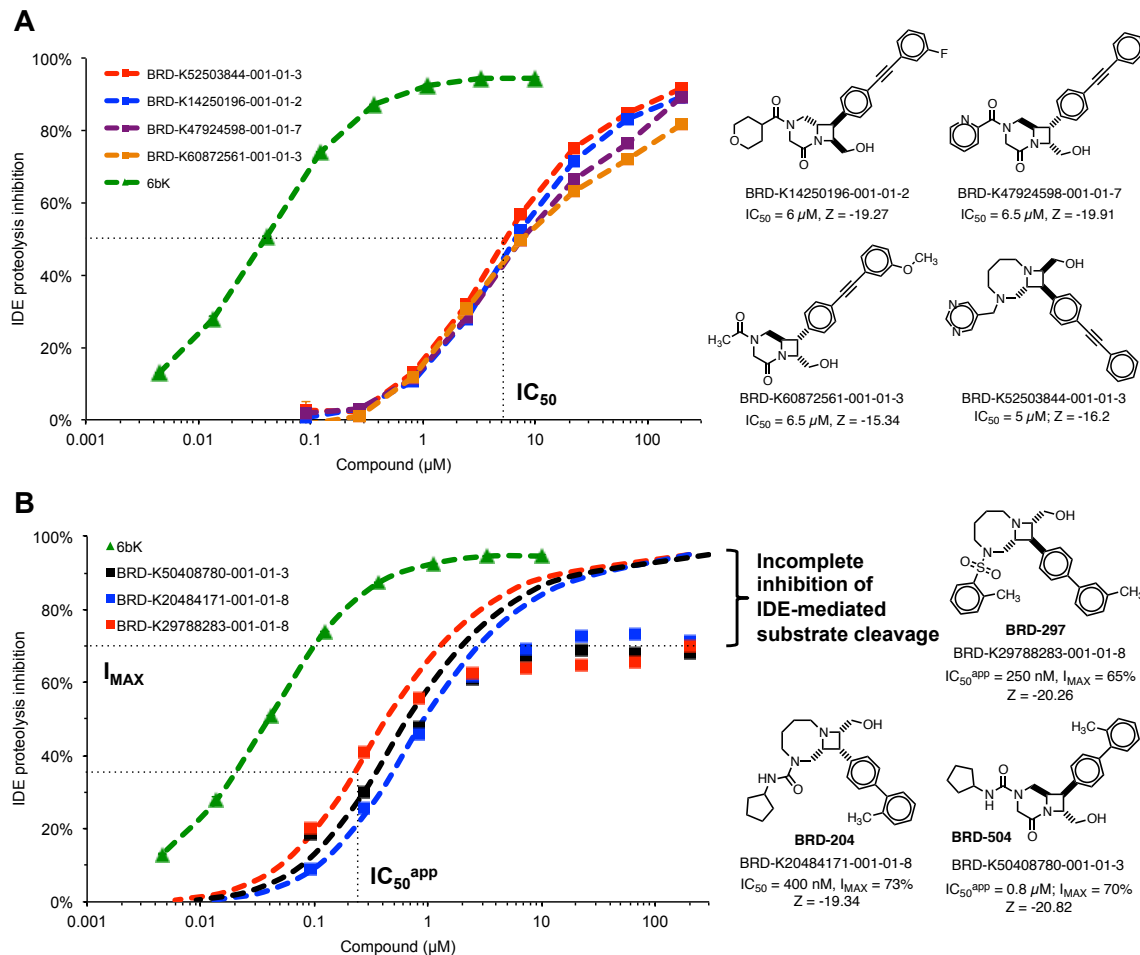 A
100%
80%
60%
40%
20%
0%
IDE proteolysis inhibition
BRD-K52503844-001-01-3
BRD-K14250196-001-01-2
BRD-K47924598-001-01-7
BRD-K60872561-001-01-3
6bK
IC50
0.001 0.01 0.1 1 10 100
Compound (µM)
F
O
N
O
N
O
OH
BRD-K14250196-001-01-2
IC50 = 6 µM, Z = -19.27
N
O
N
N
O
OH
BRD-K47924598-001-01-7
IC50 = 6.5 µM, Z = -19.91
O
CH3
O
H3C
N
N
O
OH
BRD-K60872561-001-01-3
IC50 = 6.5 µM, Z = -15.34
N
OH
N
N
N
BRD-K52503844-001-01-3
IC50 = 5 µM, Z = -16.2
B
100%
80%
60%
40%
20%
0%
IDE proteolysis inhibition
6bK
BRD-K50408780-001-01-3
BRD-K20484171-001-01-8
BRD-K29788283-001-01-8
IMAX
IC50app
0.001 0.01 0.1 1 10 100
Compound (µM)
Incomplete
inhibition of
IDE-mediated
substrate cleavage
N
OH
N
O
S
O
CH3
CH3
BRD-297
BRD-K29788283-001-01-8
IC50app = 250 nM, IMAX = 65%
Z = -20.26
N
OH
N
HN
O
H3C
BRD-204
BRD-K20484171-001-01-8
IC50 = 400 nM, IMAX = 73%
Z = -19.34
H3C
O
N
H
N
N
O
OH
BRD-504
BRD-K50408780-001-01-3
IC50app = 0.8 µM; IMAX = 70%
Z = -20.82